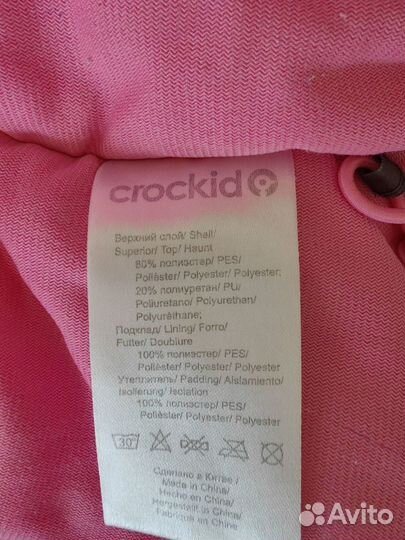 crockid
Верхний слой/ Shell/
Superior/ Top/ Haunt
80% полиэстер/ PES/
Poliéster/ Polyester/ Polyester;
20% полиуретан/ PU/
Poliuretano/ Polyurethan/
Polyuréthane;
Подклад/ Lining/ Forro/
Futter/ Doublure
100% полиэстер/ PES/
Poliéster/ Polyester/ Polyester
Утеплитель/ Padding/ Aislamiento/
Isolierung/ Isolation
100% полиэстер/ PES/
Poliéster/ Polyester/ Polyester
30°
Сделано в Китае /
Made in China/
Hecho en China/
Hergestellt in China/
Fabriqué en Chine
Avito